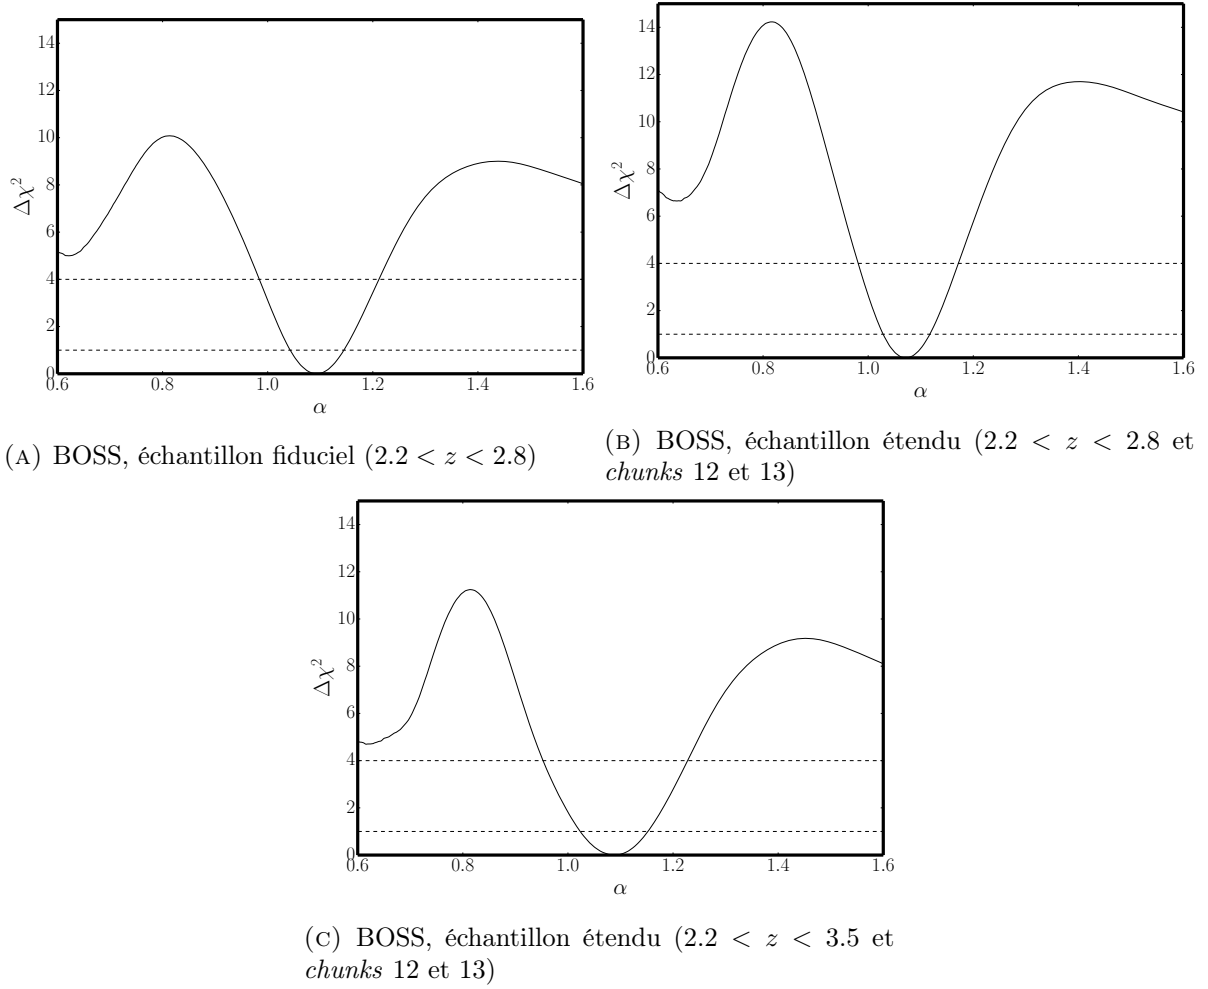 14
12
10
8
6
4
2
0
Δχ²
0.6 0.8 1.0 1.2 1.4 1.6
α
(A) BOSS, échantillon fiduciel (2.2 < z < 2.8)
14
12
10
8
6
4
2
0
Δχ²
0.6 0.8 1.0 1.2 1.4 1.6
α
(B) BOSS, échantillon étendu (2.2 < z < 2.8 et
chunks 12 et 13)
14
12
10
8
6
4
2
0
Δχ²
0.6 0.8 1.0 1.2 1.4 1.6
α
(C) BOSS, échantillon étendu (2.2 < z < 3.5 et
chunks 12 et 13)